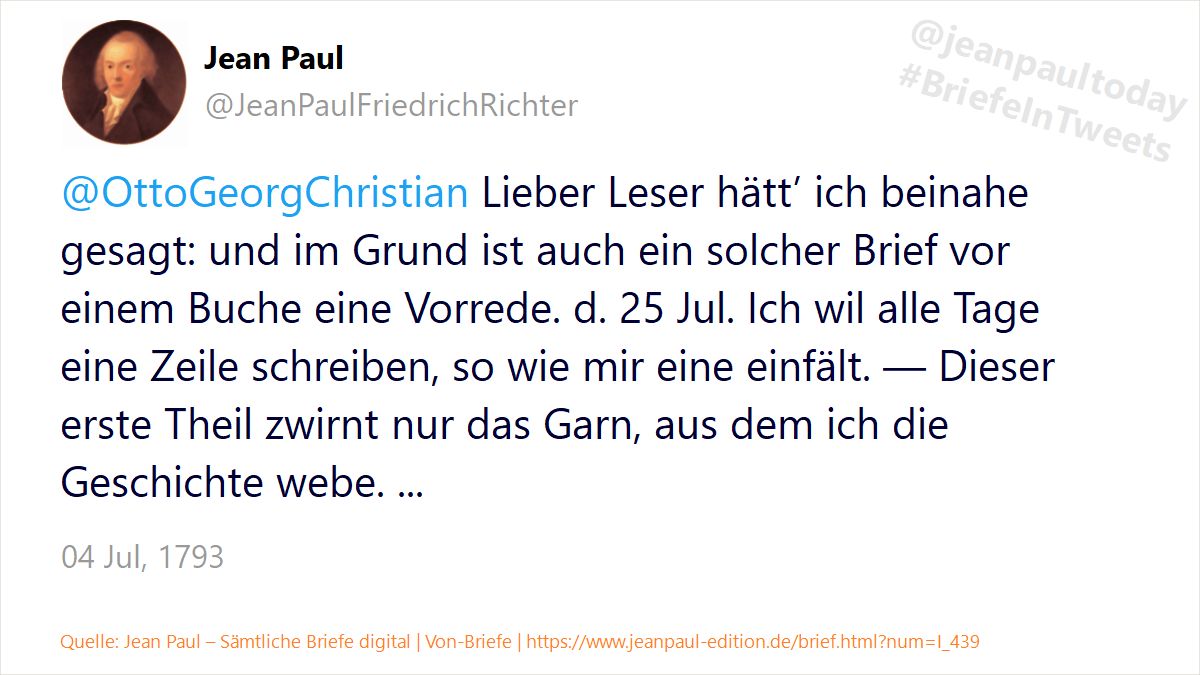 Jean Paul
@JeanPaulFriedrichRichter
@jeanpaultoday
#BriefeInTweets
@OttoGeorgChristian Lieber Leser hätt’ ich beinahe
gesagt: und im Grund ist auch ein solcher Brief vor
einem Buche eine Vorrede. d. 25 Jul. Ich wil alle Tage
eine Zeile schreiben, so wie mir eine einfält. — Dieser
erste Theil zwirnt nur das Garn, aus dem ich die
Geschichte webe. ...
04 Jul, 1793
Quelle: Jean Paul – Sämtliche Briefe digital | Von-Briefe | https://www.jeanpaul-edition.de/brief.html?num=I_439